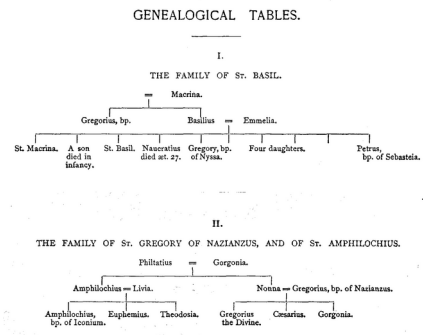 GENEALOGICAL TABLES.
I.
THE FAMILY OF ST. BASIL.
= Macrina.
Gregorius, bp. Basilius = Emmelia.
St. Macrina. A son St. Basil. Naucratius Gregory, bp. Four daughters. Petrus,
died in died æt. 27. of Nyssa. bp. of Sebasteia.
infancy.
II.
THE FAMILY OF ST. GREGORY OF NAZIANZUS, AND OF ST. AMPHILOCHIUS.
Philtatius = Gorgonia.
Amphilochius = Livia. Nonna = Gregorius, bp. of Nazianzus.
Amphilochius, Euphemius. Theodosia. Gregorius Cæsarius. Gorgonia.
bp. of Iconium. the Divine.